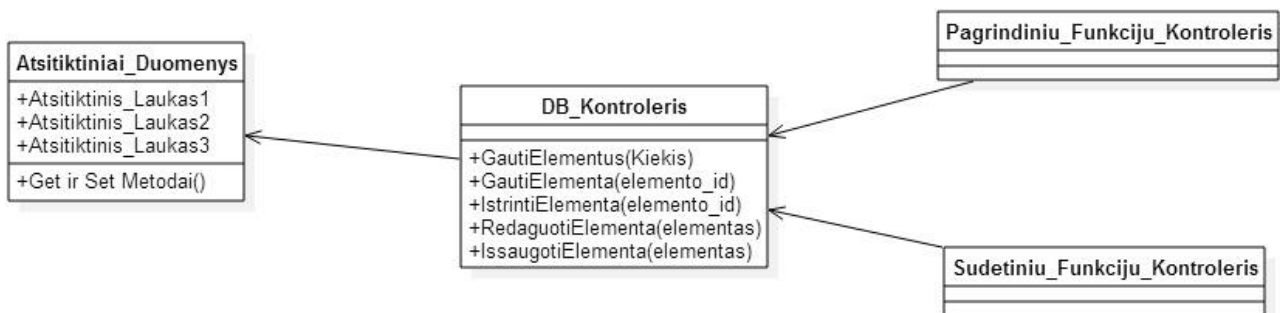 Atsitiktiniai_Duomenys
+Atsitiktinis_Laukas1
+Atsitiktinis_Laukas2
+Atsitiktinis_Laukas3
+Get ir Set Metodai()
DB_Kontroleris
+GautiElementus(Kiekis)
+GautiElementa(elemento_id)
+IstrintiElementa(elemento_id)
+RedaguotiElementa(elementas)
+IssaugotiElementa(elementas)
Pagrindiniu_Funkciju_Kontroleris
Sudetiniu_Funkciju_Kontroleris